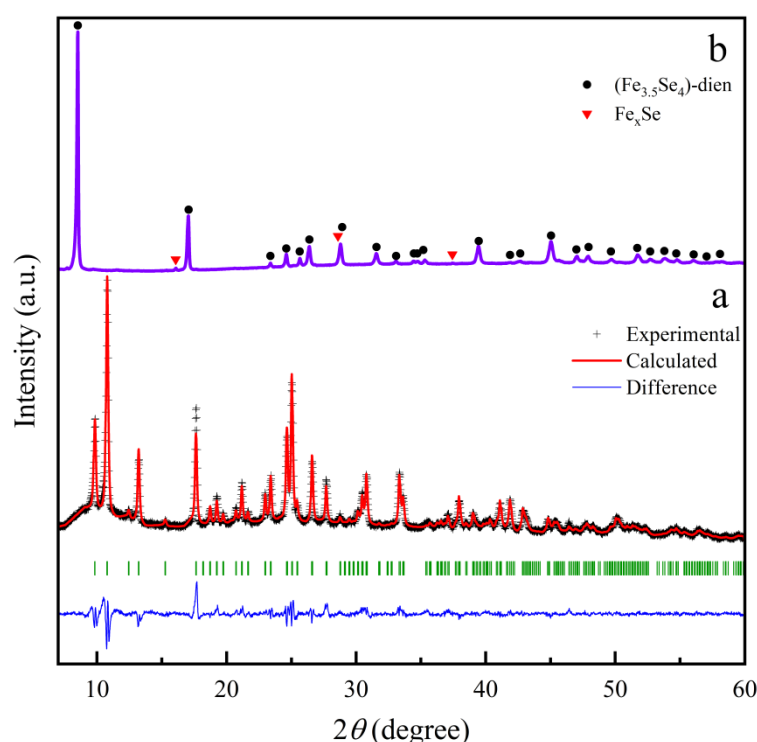 b
(Fe₃.₅Se₄)-dien
FeₓSe
a
Experimental
Calculated
Difference
Intensity (a.u.)
10 20 30 40 50 60
2θ (degree)